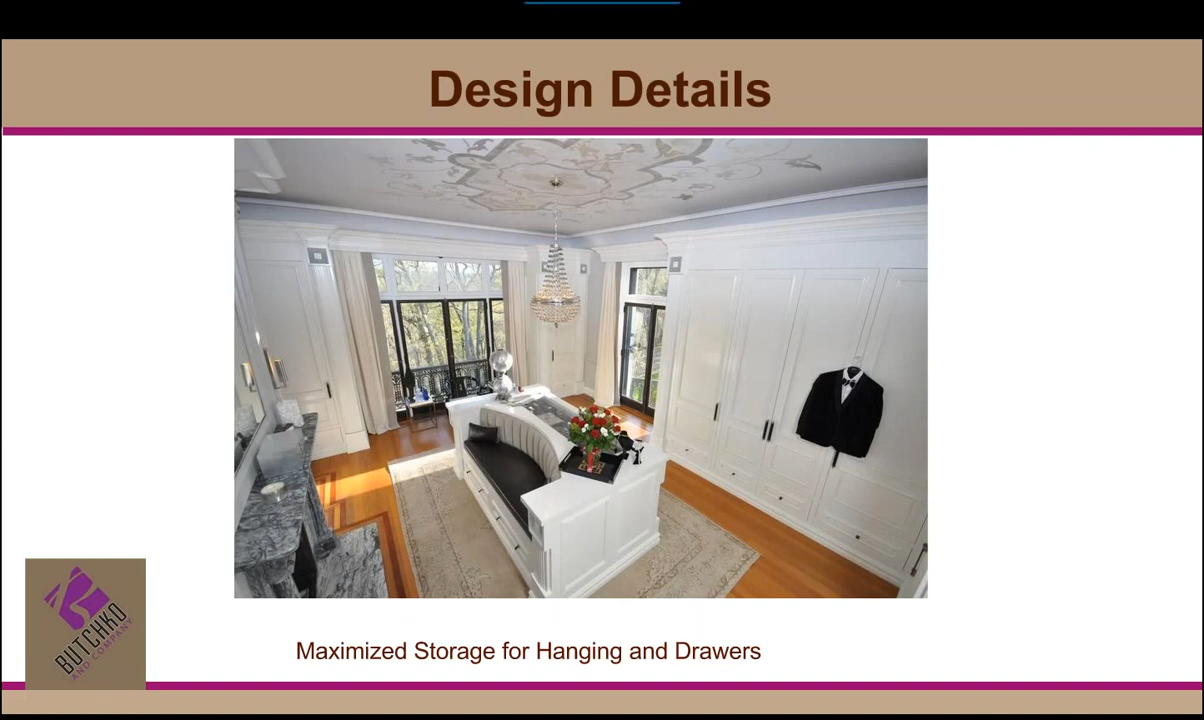 Design Details
Maximized Storage for Hanging and Drawers
BUTCHKO
AND COMPANY